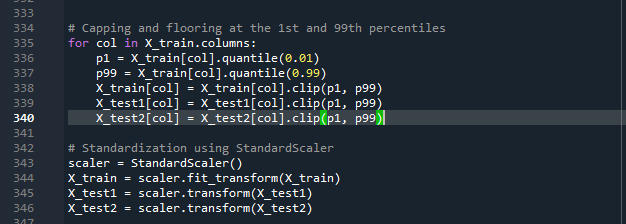 333
334 # Capping and flooring at the 1st and 99th percentiles
335 for col in X_train.columns:
336     p1 = X_train[col].quantile(0.01)
337     p99 = X_train[col].quantile(0.99)
338     X_train[col] = X_train[col].clip(p1, p99)
339     X_test1[col] = X_test1[col].clip(p1, p99)
340     X_test2[col] = X_test2[col].clip(p1, p99)
341
342 # Standardization using StandardScaler
343 scaler = StandardScaler()
344 X_train = scaler.fit_transform(X_train)
345 X_test1 = scaler.transform(X_test1)
346 X_test2 = scaler.transform(X_test2)